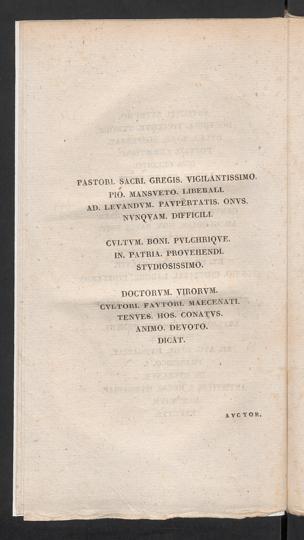 PASTORI. SACRI. GREGIS. VIGILANTISSIMO.
PIO. MANSVETO. LIBERALI.
AD. LEVANDVM. PAVPERTATIS. ONVS.
NVNQVAM. DIFFICILI.
CVLTVM. BONI. PVLCHRIQVE.
IN. PATRIA. PROVEHENDI.
STVDIOSISSIMO.
DOCTORVM. VIRORVM.
CVLTORI. FAVTORI. MAECENATI.
TENVES. HOS. CONATVS.
ANIMO. DEVOTO.
DICAT.
AVCTOR.